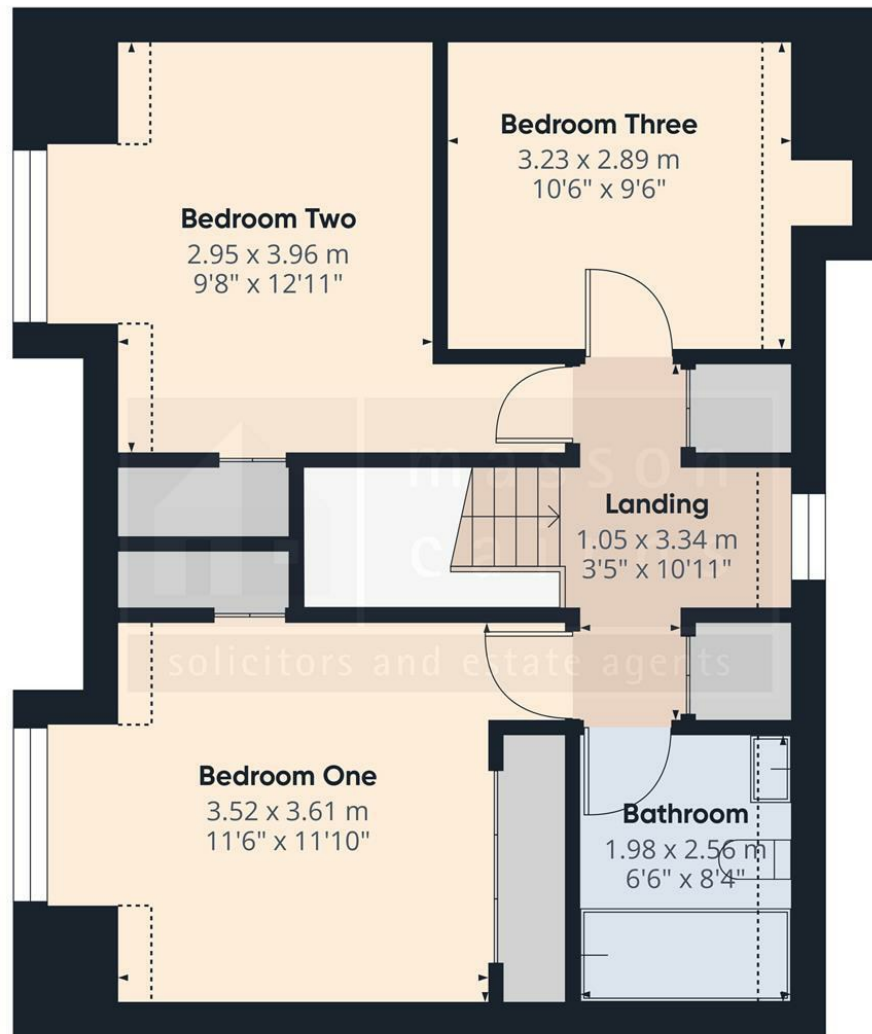 Bedroom Three
3.23 x 2.89 m
10'6" x 9'6"
Bedroom Two
2.95 x 3.96 m
9'8" x 12'11"
masson
Landing
1.05 x 3.34 m
3'5" x 10'11"
cairns
solicitors and estate agents
Bedroom One
3.52 x 3.61 m
11'6" x 11'10"
Bathroom
1.98 x 2.56 m
6'6" x 8'4"